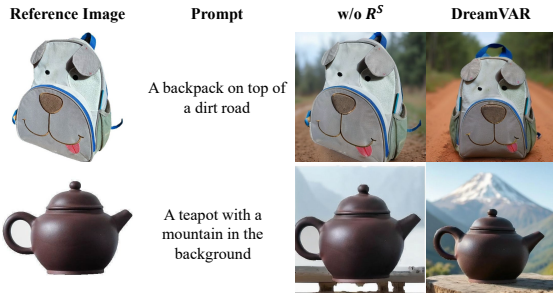 Reference Image Prompt w/o R^S DreamVAR
A backpack on top of
a dirt road
A teapot with a
mountain in the
background